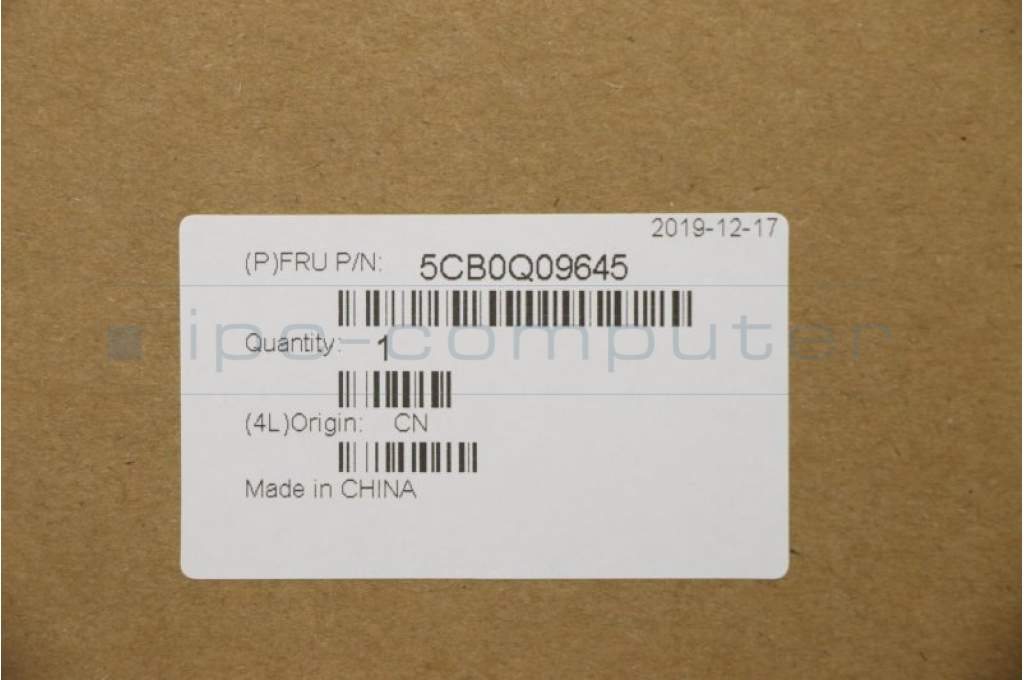 2019-12-17
(P)FRU P/N: 5CB0Q09645
ipc-computer
Quantity: 1
(4L)Origin: CN
Made in CHINA